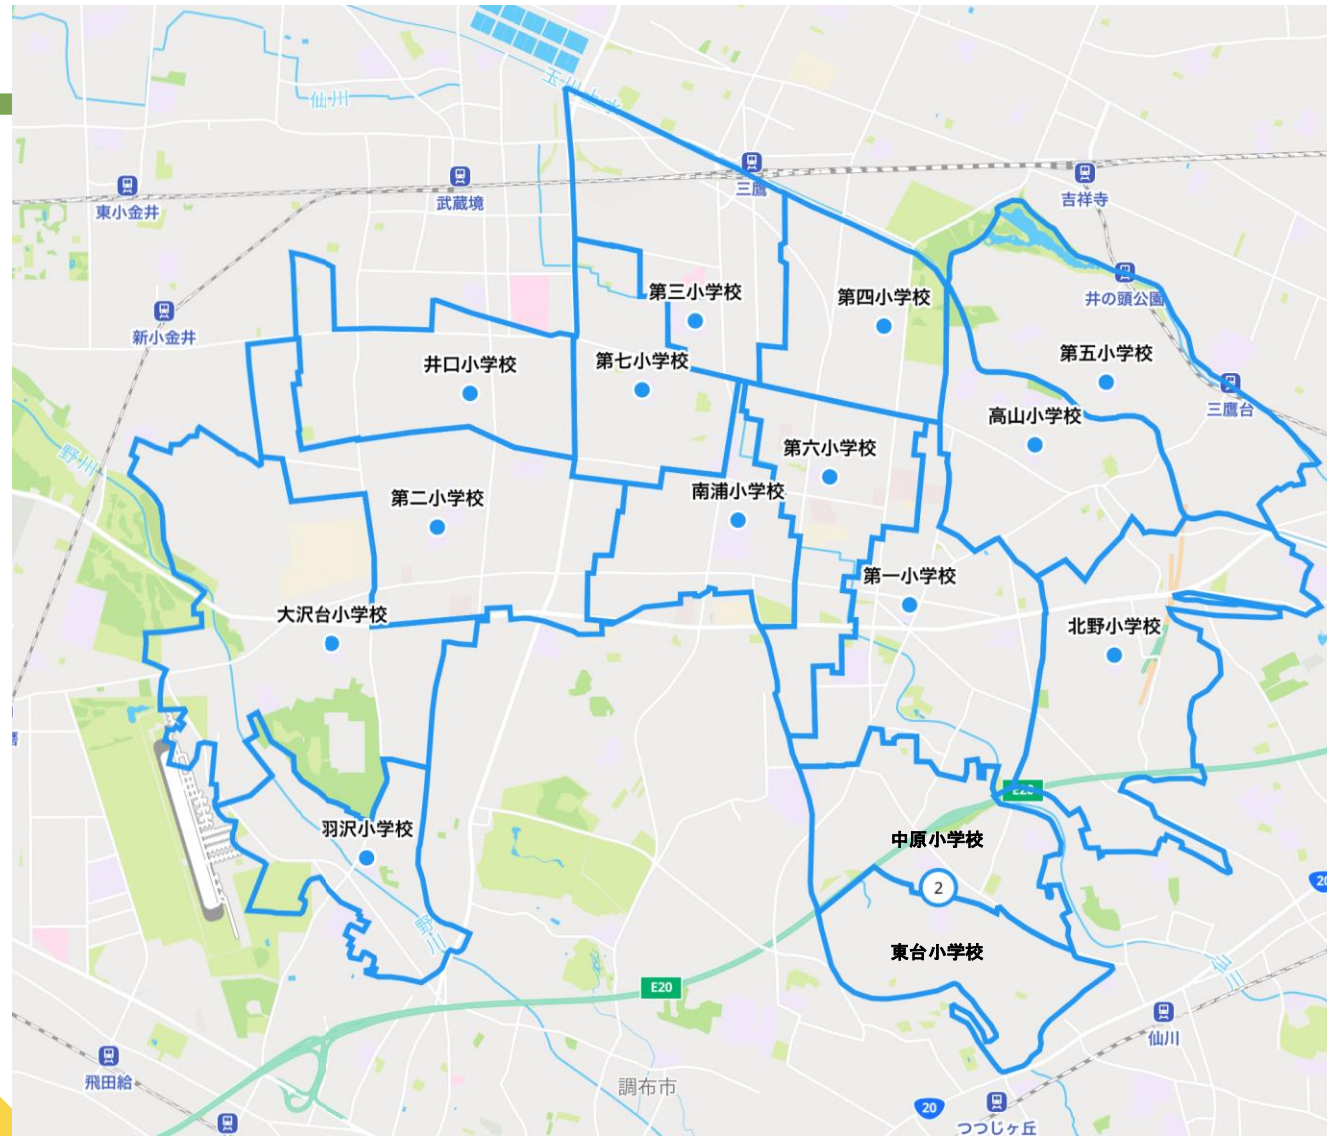 玉川上水
仙川
三鷹
吉祥寺
東小金井
武蔵境
井の頭公園
第三小学校
第四小学校
新小金井
井口小学校
第七小学校
第五小学校
三鷹台
高山小学校
第六小学校
野川
第二小学校
南浦小学校
第一小学校
大沢台小学校
北野小学校
E20
羽沢小学校
中原小学校
2
20
野川
東台小学校
仙川
E20
仙川
飛田給
調布市
20
つつじヶ丘